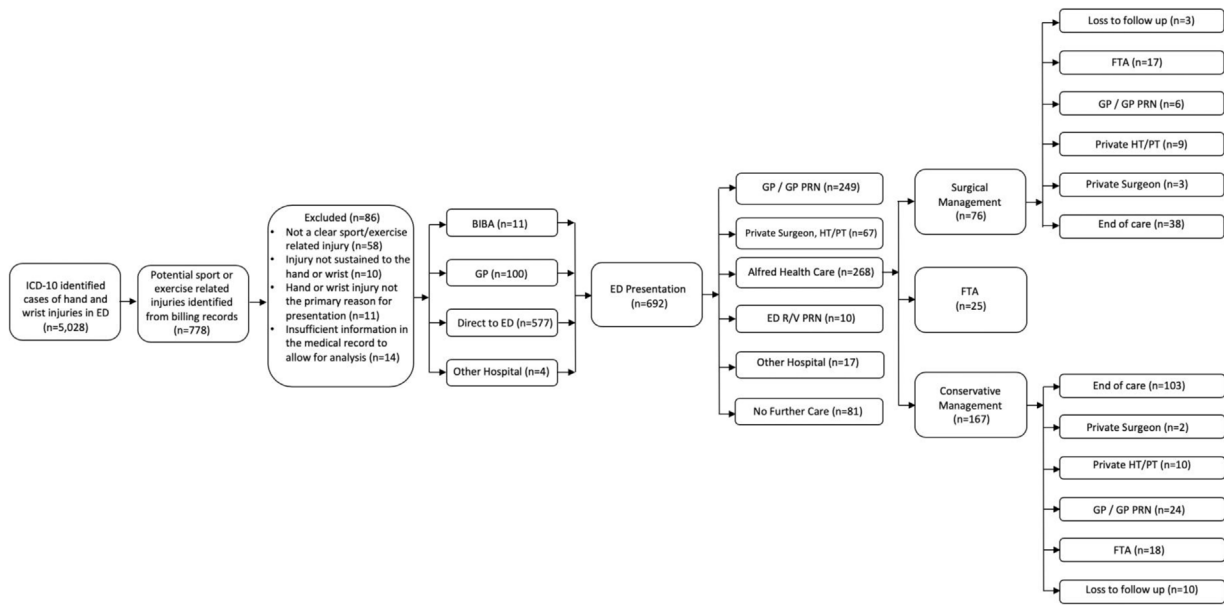 ICD-10 identified
cases of hand and
wrist injuries in ED
(n=5,028)
Potential sport or
exercise related
injuries identified
from billing records
(n=778)
Excluded (n=86)
• Not a clear sport/exercise
related injury (n=58)
• Injury not sustained to the
hand or wrist (n=10)
• Hand or wrist injury not
the primary reason for
presentation (n=11)
• Insufficient information in
the medical record to
allow for analysis (n=14)
BIBA (n=11)
GP (n=100)
Direct to ED (n=577)
Other Hospital (n=4)
ED Presentation
(n=692)
GP / GP PRN (n=249)
Private Surgeon, HT/PT (n=67)
Alfred Health Care (n=268)
ED R/V PRN (n=10)
Other Hospital (n=17)
No Further Care (n=81)
Surgical
Management
(n=76)
FTA
(n=25)
Conservative
Management
(n=167)
Loss to follow up (n=3)
FTA (n=17)
GP / GP PRN (n=6)
Private HT/PT (n=9)
Private Surgeon (n=3)
End of care (n=38)
End of care (n=103)
Private Surgeon (n=2)
Private HT/PT (n=10)
GP / GP PRN (n=24)
FTA (n=18)
Loss to follow up (n=10)